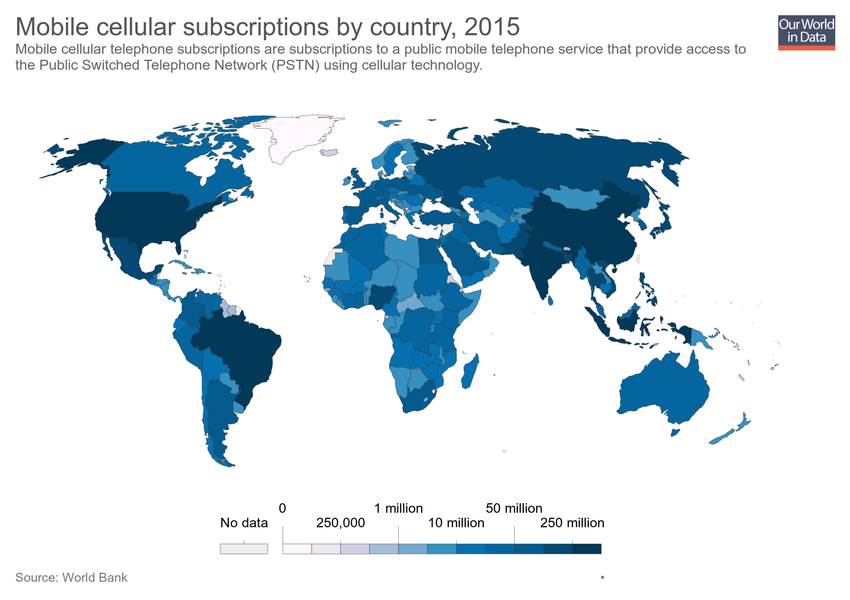 Mobile cellular subscriptions by country, 2015
Our World
in Data
Mobile cellular telephone subscriptions are subscriptions to a public mobile telephone service that provide access to
the Public Switched Telephone Network (PSTN) using cellular technology.
0 1 million 50 million
No data 250,000 10 million 250 million
Source: World Bank